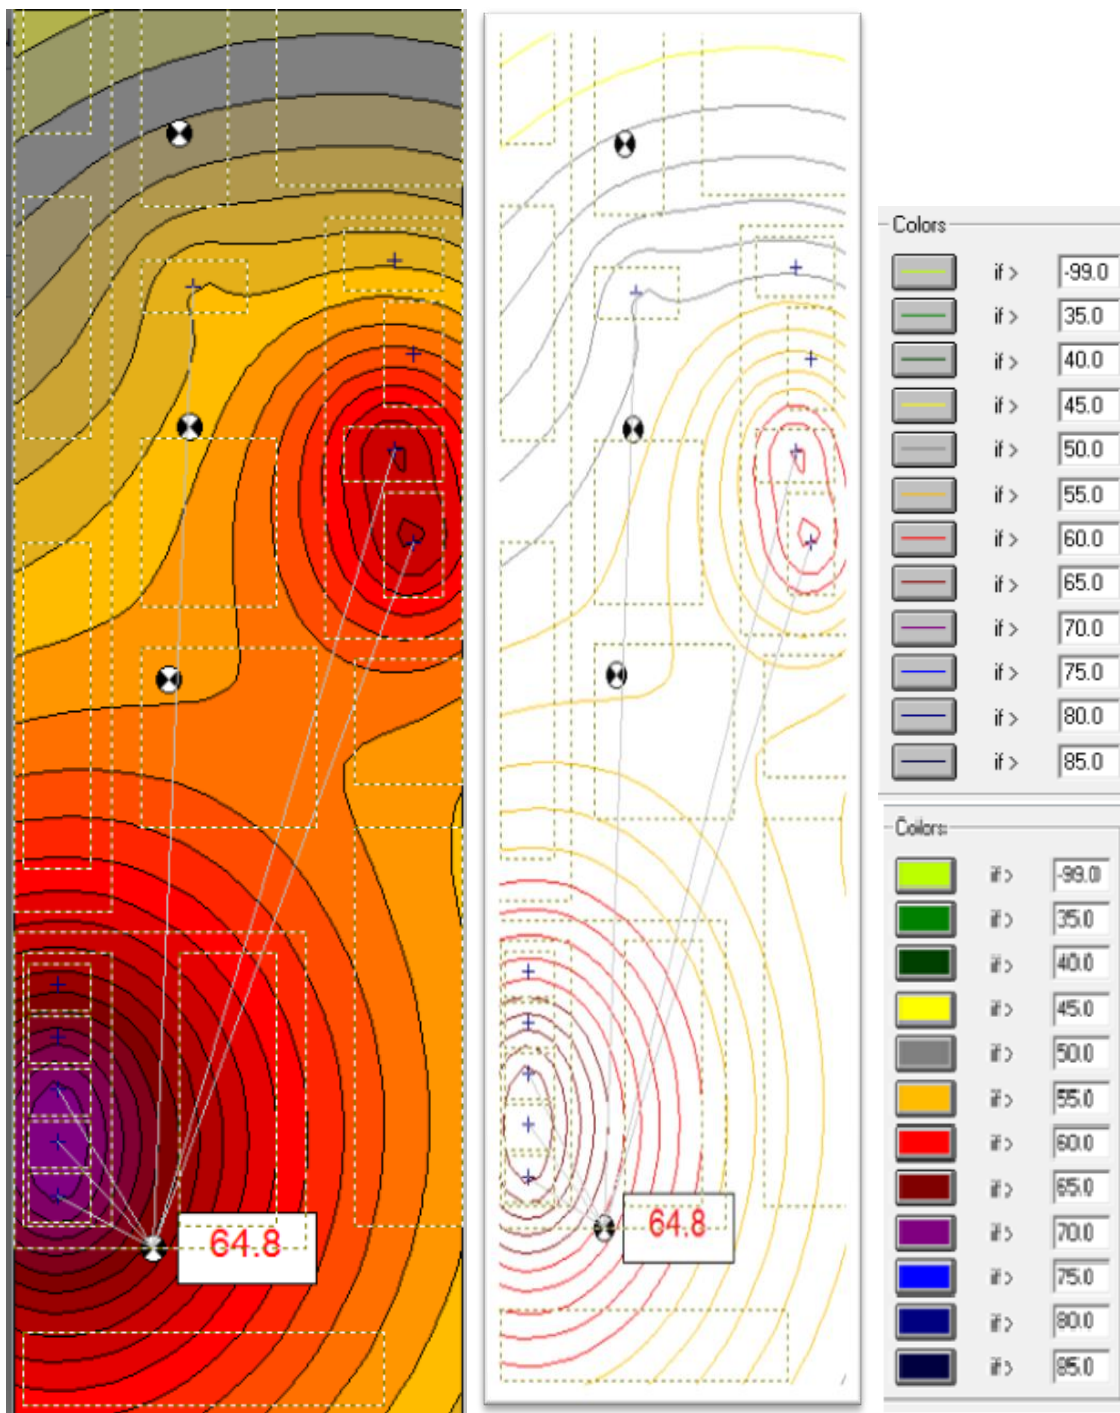 64.8
64.8
Colors
if > -99.0
if > 35.0
if > 40.0
if > 45.0
if > 50.0
if > 55.0
if > 60.0
if > 65.0
if > 70.0
if > 75.0
if > 80.0
if > 85.0
Colors
if > -99.0
if > 35.0
if > 40.0
if > 45.0
if > 50.0
if > 55.0
if > 60.0
if > 65.0
if > 70.0
if > 75.0
if > 80.0
if > 85.0